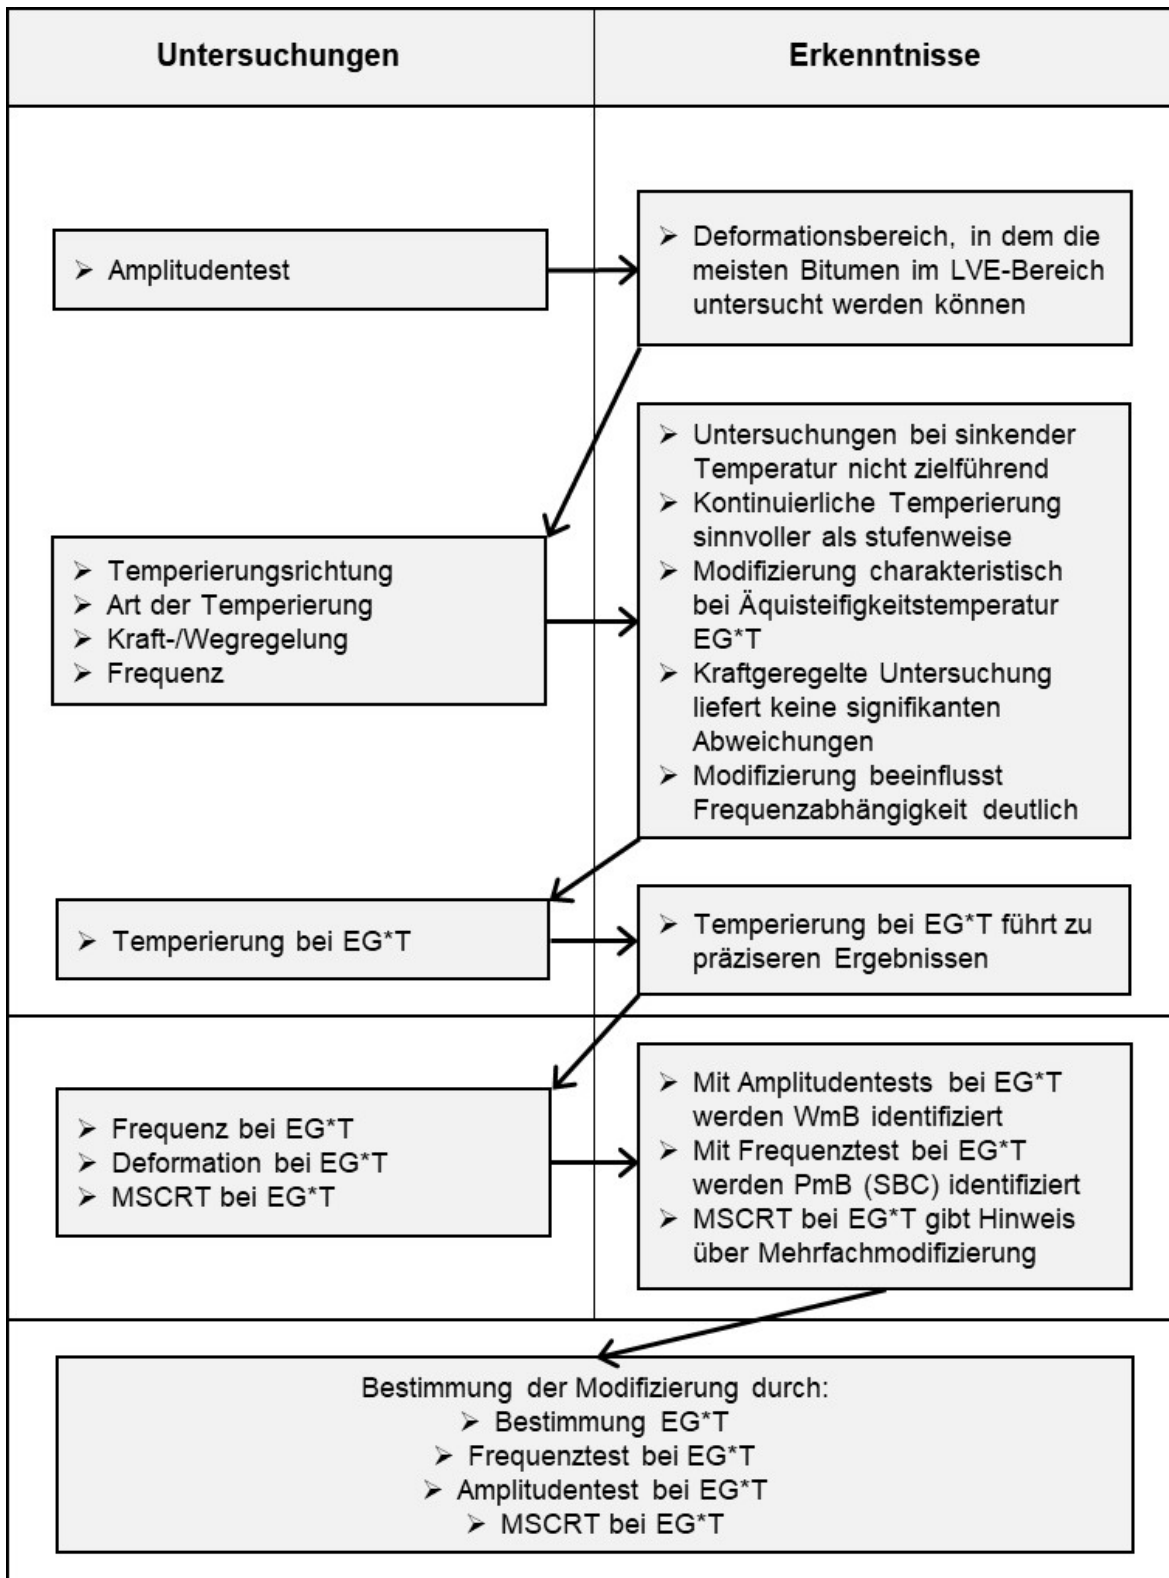 Untersuchungen
Erkenntnisse
➢ Amplitudentest
➢ Deformationsbereich, in dem die
meisten Bitumen im LVE-Bereich
untersucht werden können
➢ Temperierungsrichtung
➢ Art der Temperierung
➢ Kraft-/Wegregelung
➢ Frequenz
➢ Untersuchungen bei sinkender
Temperatur nicht zielführend
➢ Kontinuierliche Temperierung
sinnvoller als stufenweise
➢ Modifizierung charakteristisch
bei Äquisteifigkeitstemperatur
EG*T
➢ Kraftgeregelte Untersuchung
liefert keine signifikanten
Abweichungen
➢ Modifizierung beeinflusst
Frequenzabhängigkeit deutlich
➢ Temperierung bei EG*T
➢ Temperierung bei EG*T führt zu
präziseren Ergebnissen
➢ Frequenz bei EG*T
➢ Deformation bei EG*T
➢ MSCRT bei EG*T
➢ Mit Amplitudentests bei EG*T
werden WmB identifiziert
➢ Mit Frequenztest bei EG*T
werden PmB (SBC) identifiziert
➢ MSCRT bei EG*T gibt Hinweis
über Mehrfachmodifizierung
Bestimmung der Modifizierung durch:
➢ Bestimmung EG*T
➢ Frequenztest bei EG*T
➢ Amplitudentest bei EG*T
➢ MSCRT bei EG*T